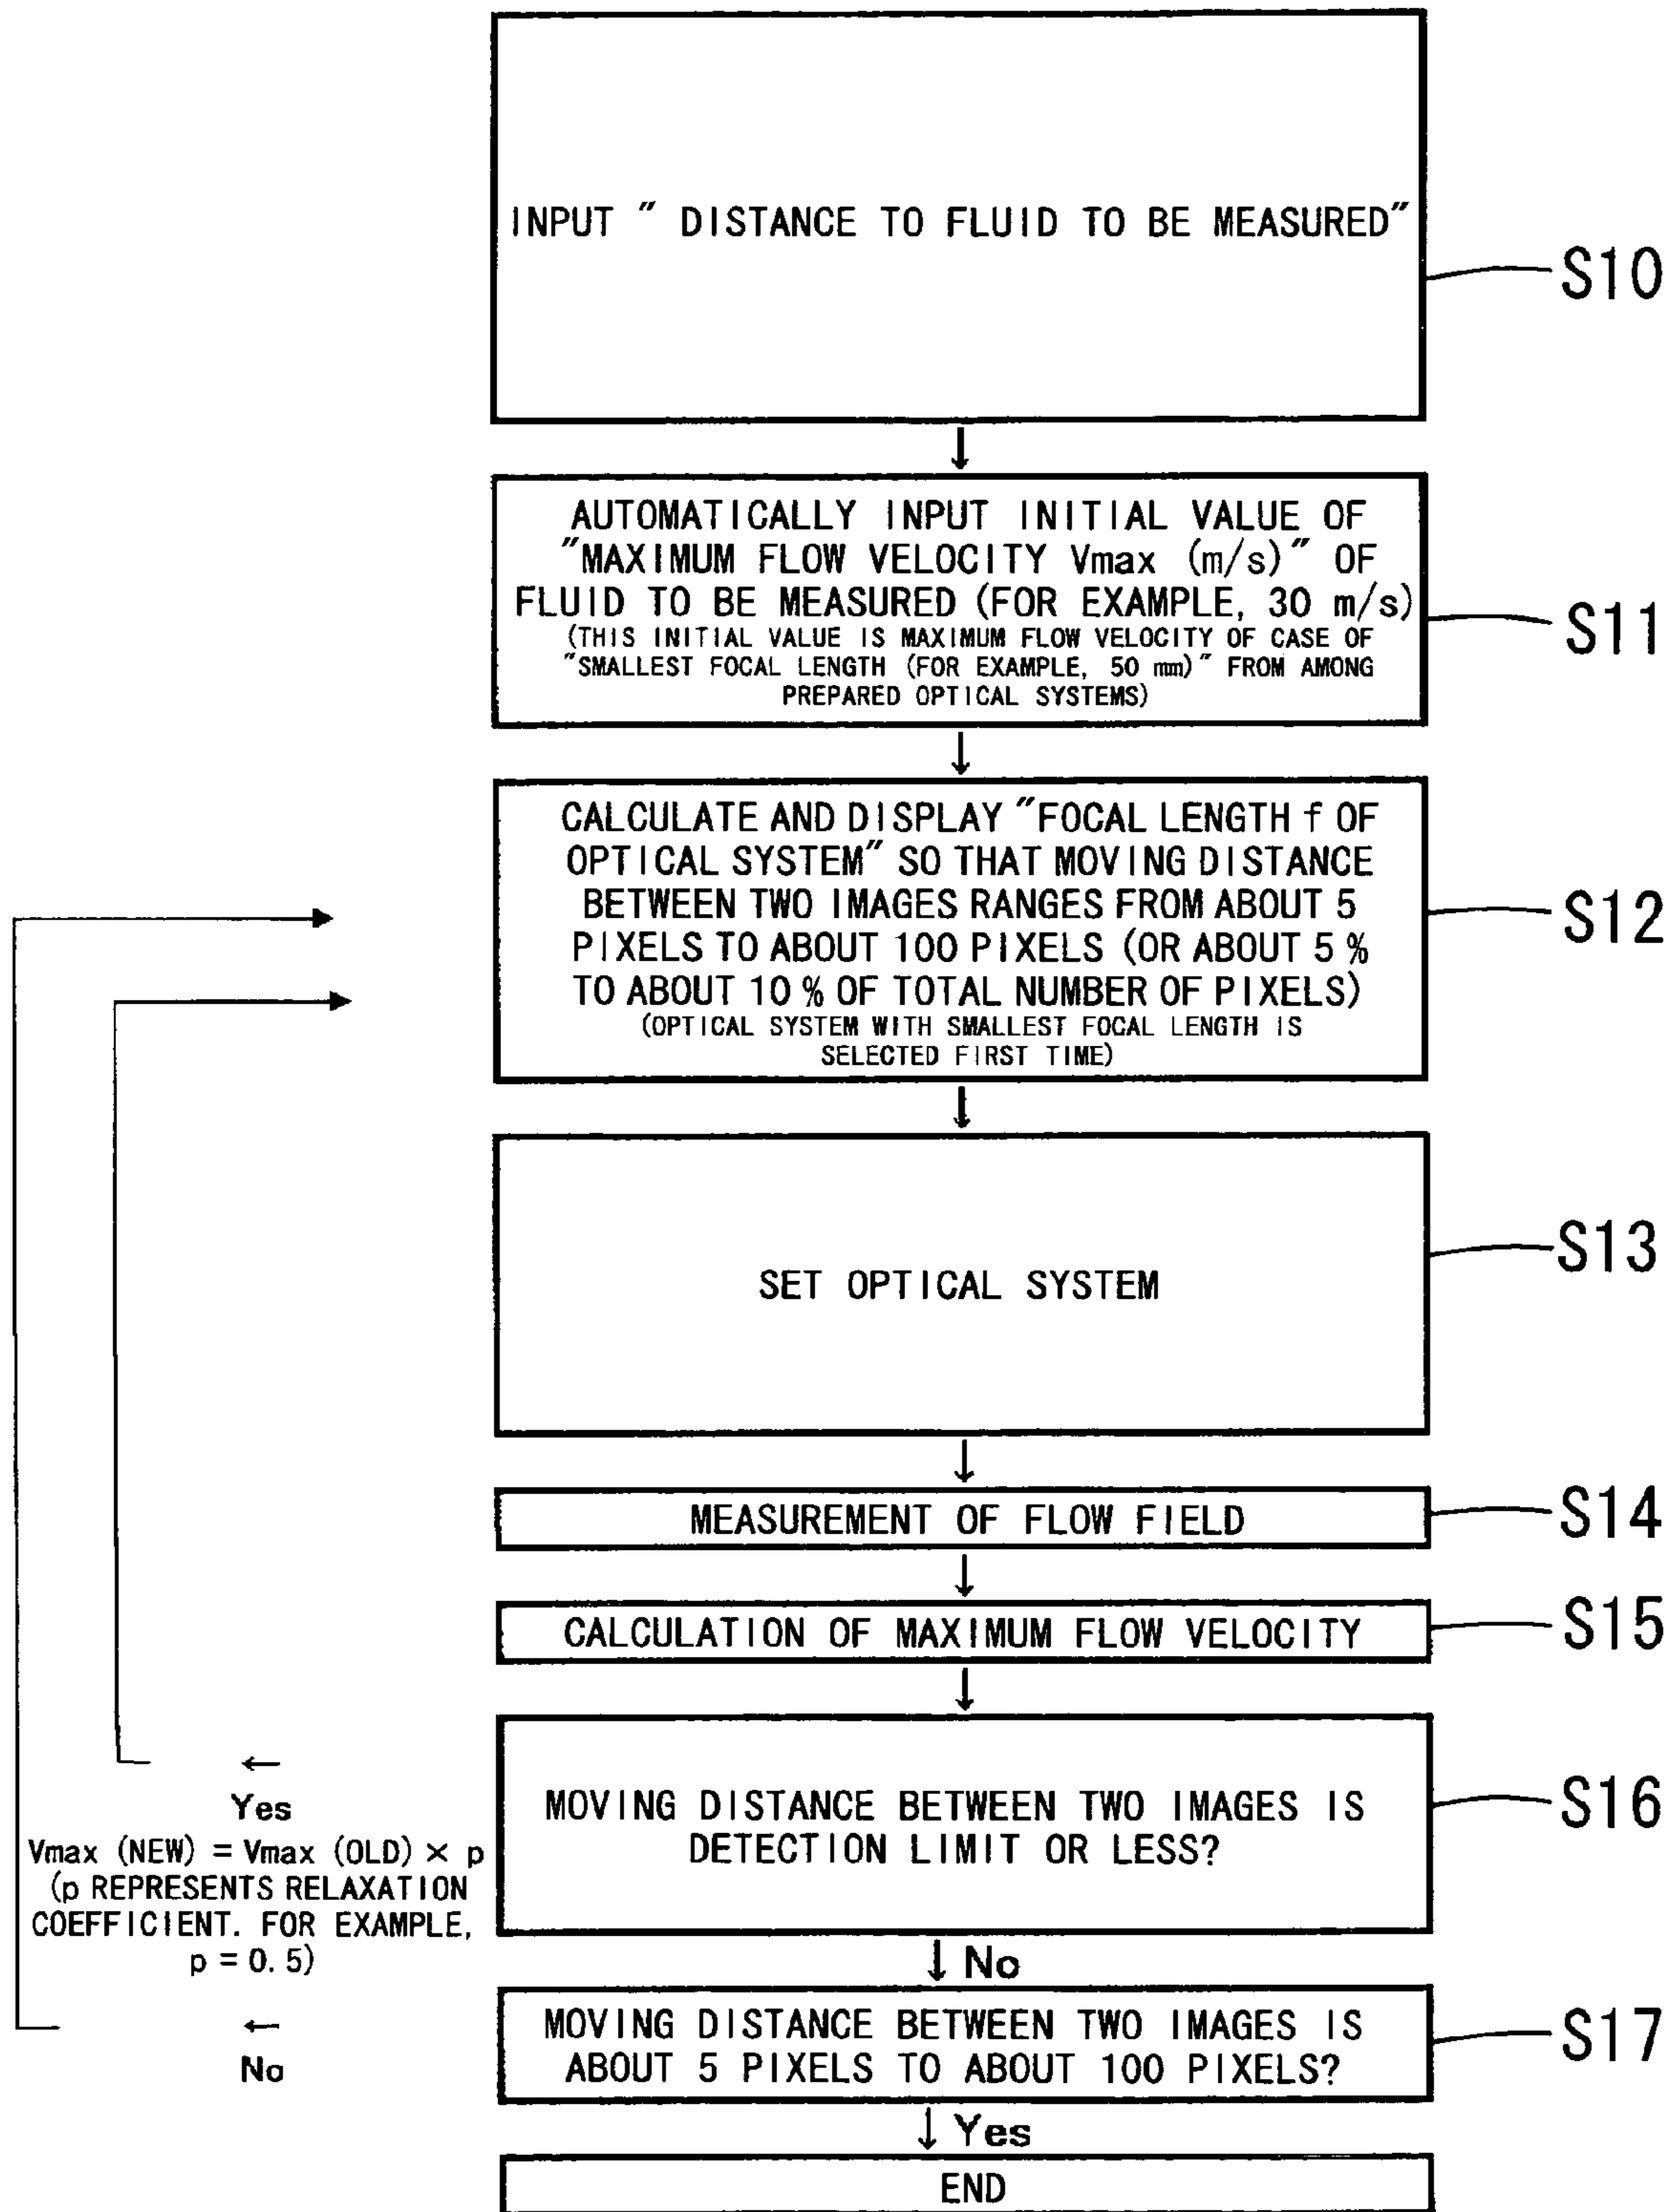 INPUT ″ DISTANCE TO FLUID TO BE MEASURED″
S10
↓
AUTOMATICALLY INPUT INITIAL VALUE OF
″MAXIMUM FLOW VELOCITY Vmax (m/s)″ OF
FLUID TO BE MEASURED (FOR EXAMPLE, 30 m/s)
(THIS INITIAL VALUE IS MAXIMUM FLOW VELOCITY OF CASE OF
″SMALLEST FOCAL LENGTH (FOR EXAMPLE, 50 mm)″ FROM AMONG
PREPARED OPTICAL SYSTEMS)
S11
↓
CALCULATE AND DISPLAY ″FOCAL LENGTH f OF
OPTICAL SYSTEM″ SO THAT MOVING DISTANCE
BETWEEN TWO IMAGES RANGES FROM ABOUT 5
PIXELS TO ABOUT 100 PIXELS (OR ABOUT 5 %
TO ABOUT 10 % OF TOTAL NUMBER OF PIXELS)
(OPTICAL SYSTEM WITH SMALLEST FOCAL LENGTH IS
SELECTED FIRST TIME)
S12
↓
SET OPTICAL SYSTEM
S13
↓
MEASUREMENT OF FLOW FIELD
S14
↓
CALCULATION OF MAXIMUM FLOW VELOCITY
S15
↓
MOVING DISTANCE BETWEEN TWO IMAGES IS
DETECTION LIMIT OR LESS?
S16
←
Yes
Vmax (NEW) = Vmax (OLD) × p
(p REPRESENTS RELAXATION
COEFFICIENT. FOR EXAMPLE,
p = 0.5)
↓ No
MOVING DISTANCE BETWEEN TWO IMAGES IS
ABOUT 5 PIXELS TO ABOUT 100 PIXELS?
S17
←
No
↓ Yes
END